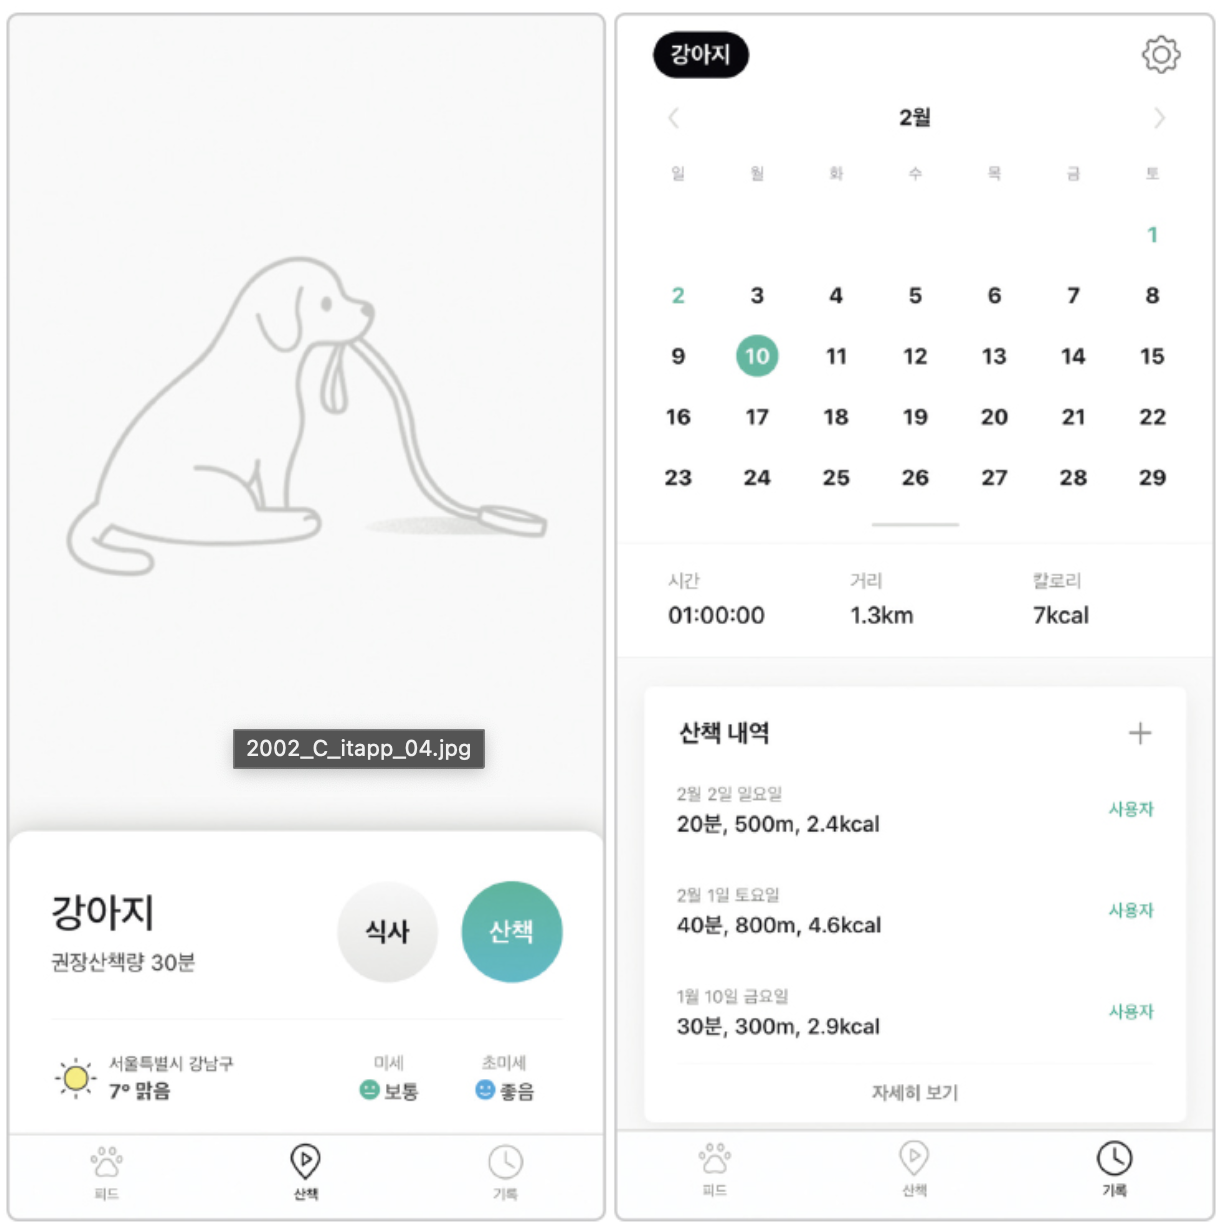 2002_C_itapp_04.jpg
강아지
권장산책량 30분
식사
산책
서울특별시 강남구
7° 맑음
미세
보통
초미세
좋음
피드
산책
기록
강아지
2월
일 월 화 수 목 금 토
1
2 3 4 5 6 7 8
9 10 11 12 13 14 15
16 17 18 19 20 21 22
23 24 25 26 27 28 29
시간 거리 칼로리
01:00:00 1.3km 7kcal
산책 내역
2월 2일 일요일
20분, 500m, 2.4kcal
사용자
2월 1일 토요일
40분, 800m, 4.6kcal
사용자
1월 10일 금요일
30분, 300m, 2.9kcal
사용자
자세히 보기
피드
산책
기록